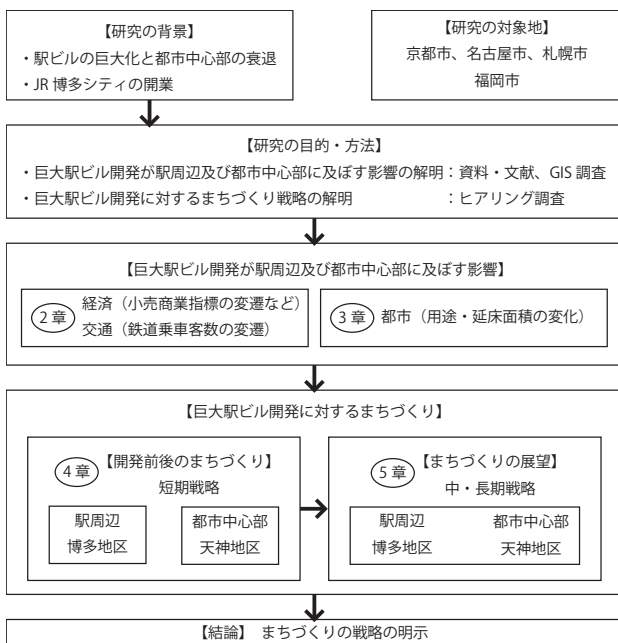 【研究の背景】
・駅ビルの巨大化と都市中心部の衰退
・JR 博多シティの開業
【研究の対象地】
京都市、名古屋市、札幌市
福岡市
【研究の目的・方法】
・巨大駅ビル開発が駅周辺及び都市中心部に及ぼす影響の解明：資料・文献、GIS 調査
・巨大駅ビル開発に対するまちづくり戦略の解明　　　　　　：ヒアリング調査
【巨大駅ビル開発が駅周辺及び都市中心部に及ぼす影響】
2 章
経済（小売商業指標の変遷など）
交通（鉄道乗車客数の変遷）
3 章 都市（用途・延床面積の変化）
【巨大駅ビル開発に対するまちづくり】
4 章 【開発前後のまちづくり】
短期戦略
駅周辺
博多地区
都市中心部
天神地区
5 章 【まちづくりの展望】
中・長期戦略
駅周辺　都市中心部
博多地区　天神地区
【結論】 まちづくりの戦略の明示